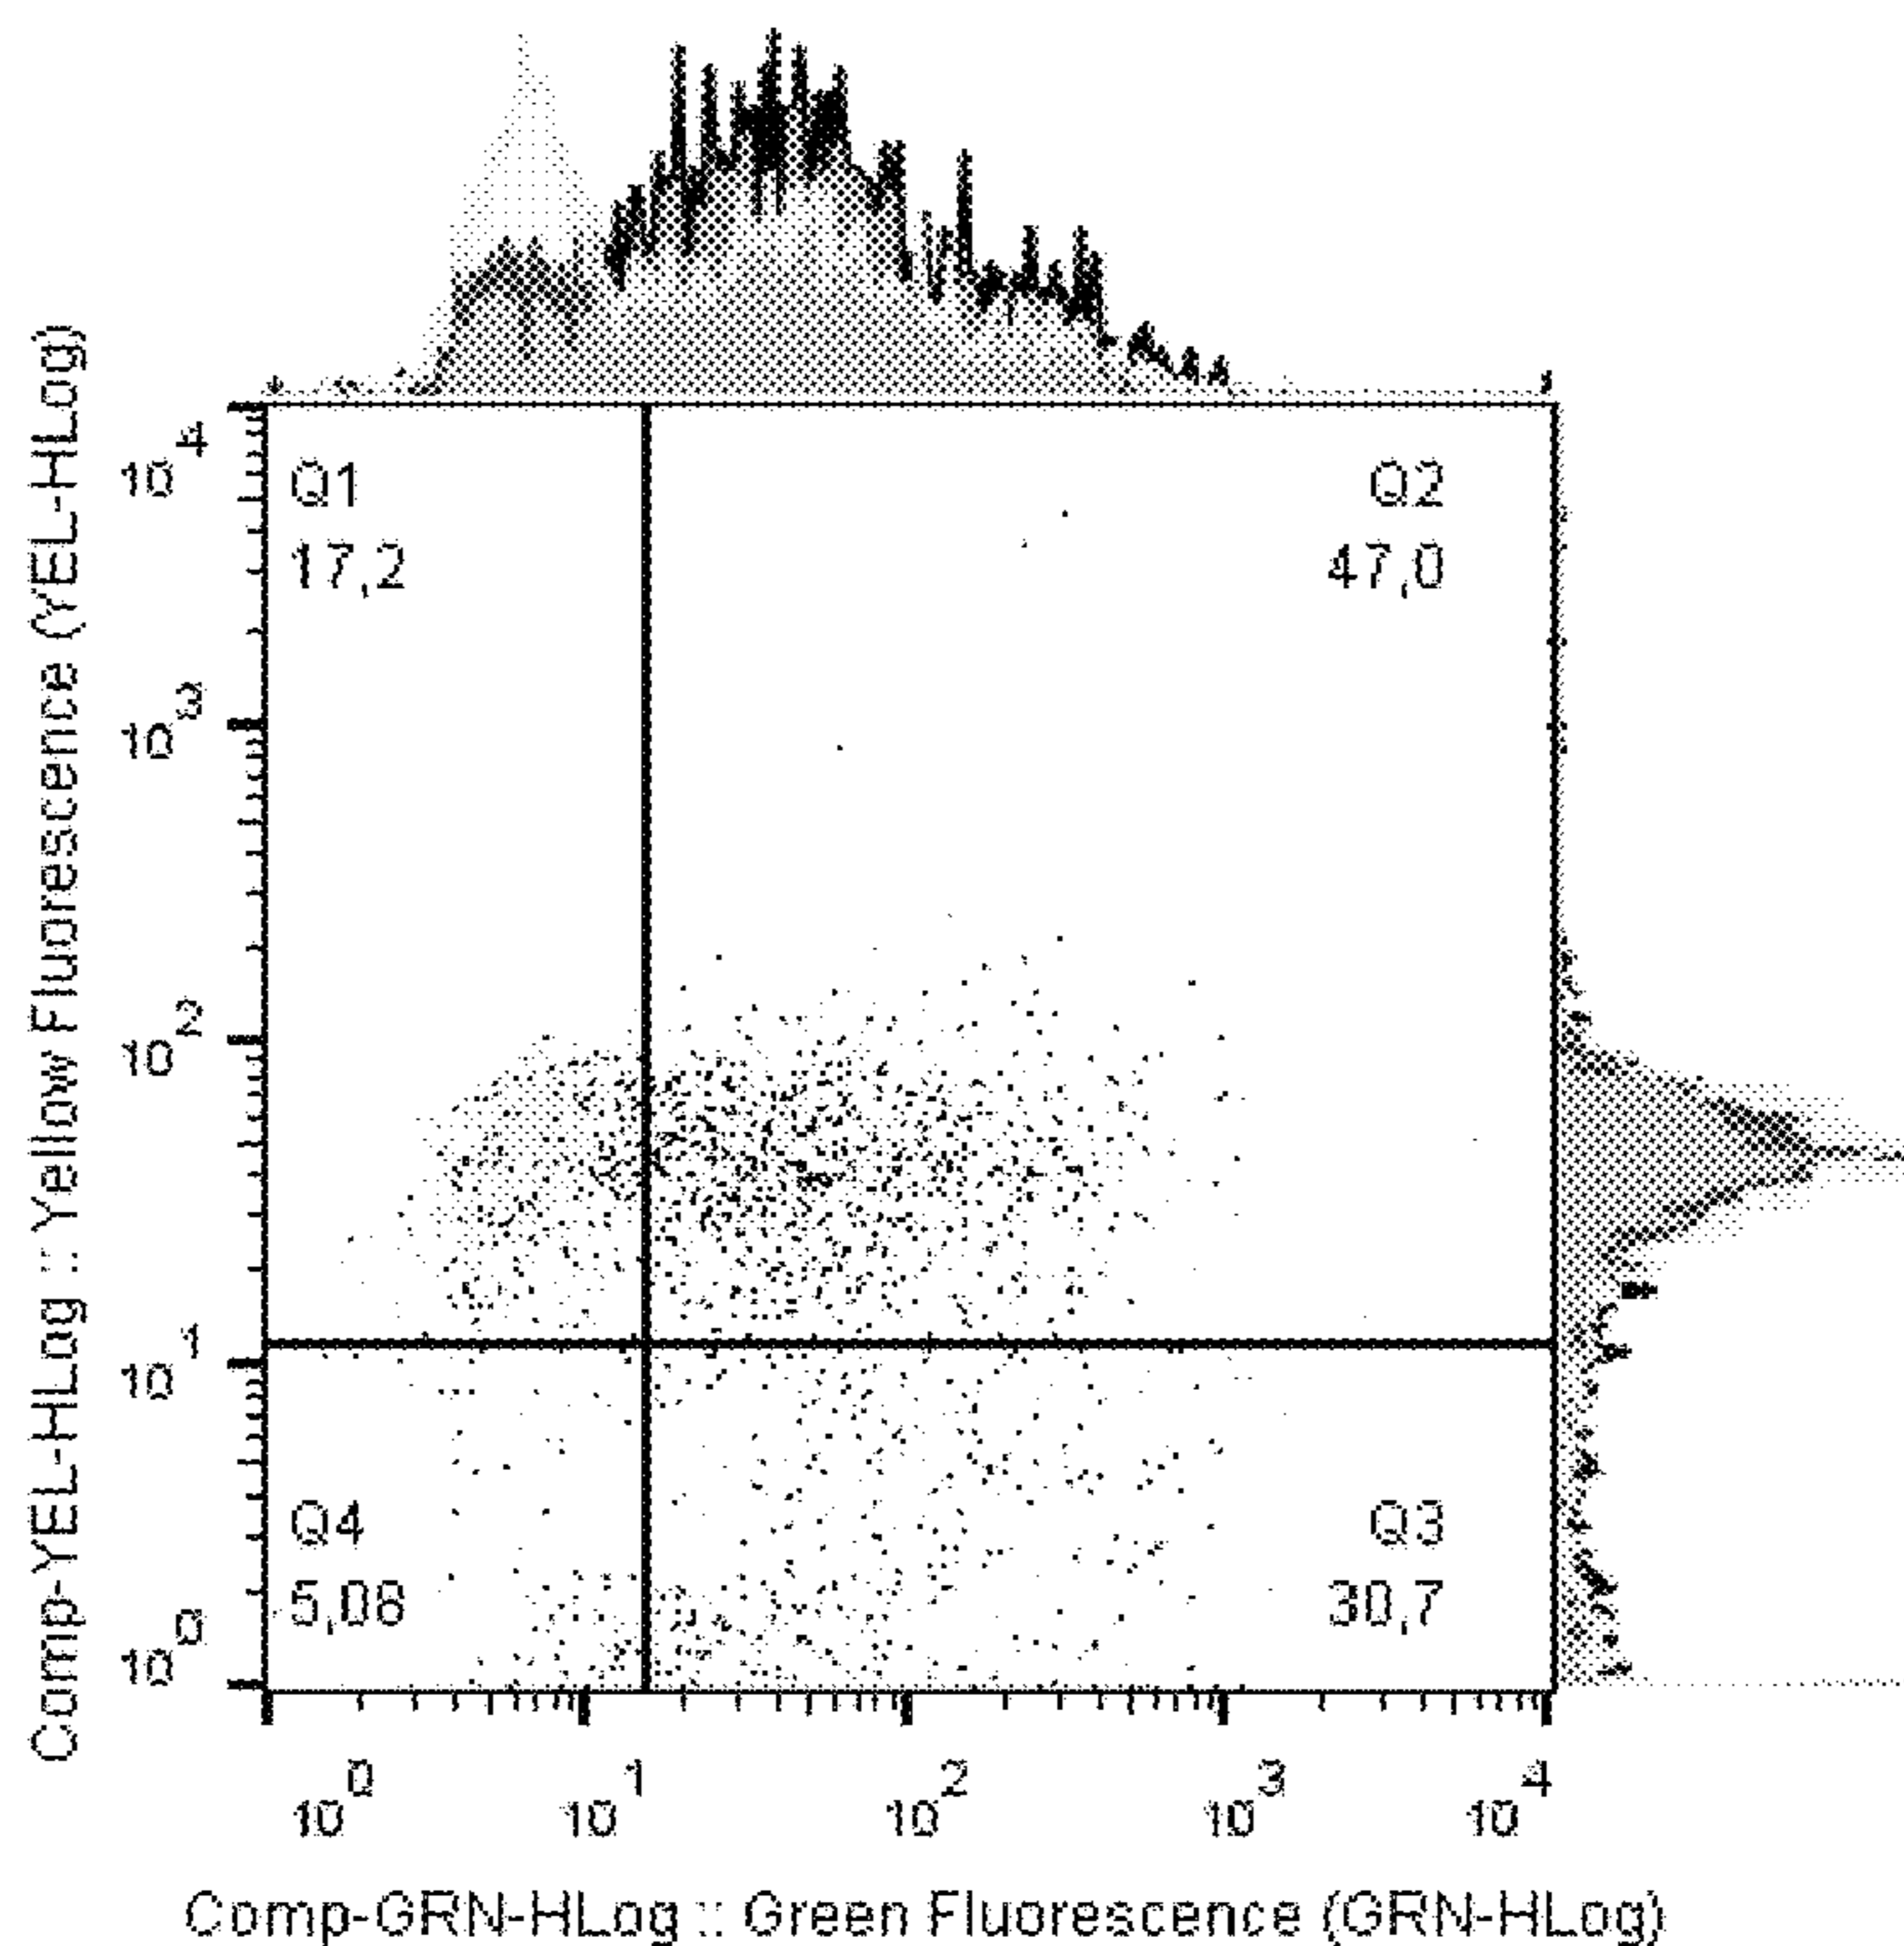 Comp-YEL-HLog :: Yellow Fluorescence (YEL-HLog)
10^4
10^3
10^2
10^1
10^0
Q1
17,2
Q2
47,0
Q4
5,08
Q3
30,7
10^0 10^1 10^2 10^3 10^4
Comp-GRN-HLog :: Green Fluorescence (GRN-HLog)